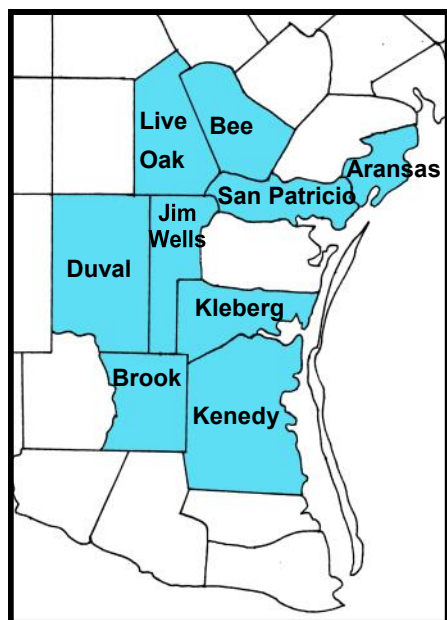 Live
Oak
Bee
Aransas
San Patricio
Jim
Wells
Duval
Kleberg
Brook
Kenedy